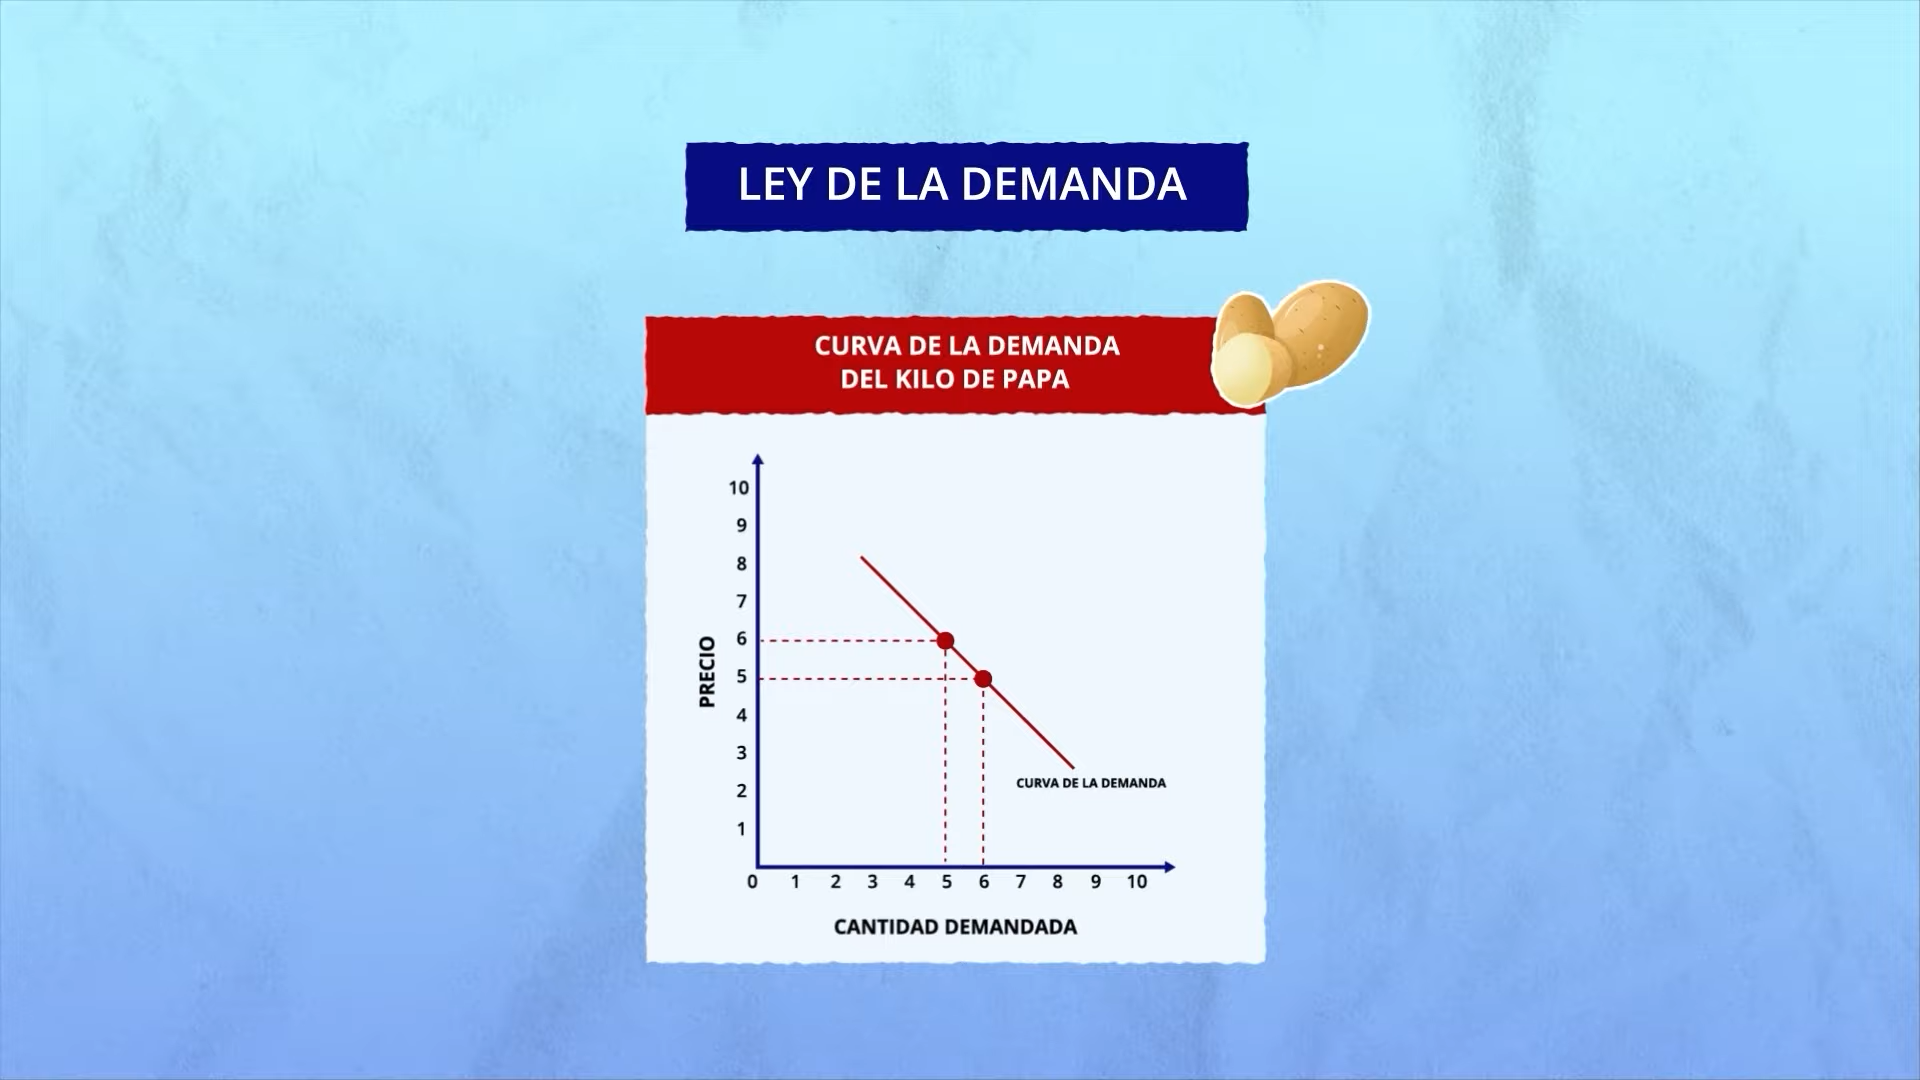 LEY DE LA DEMANDA
CURVA DE LA DEMANDA
DEL KILO DE PAPA
10
9
8
7
6
5
4
3
2
1
PRECIO
CURVA DE LA DEMANDA
0 1 2 3 4 5 6 7 8 9 10
CANTIDAD DEMANDADA